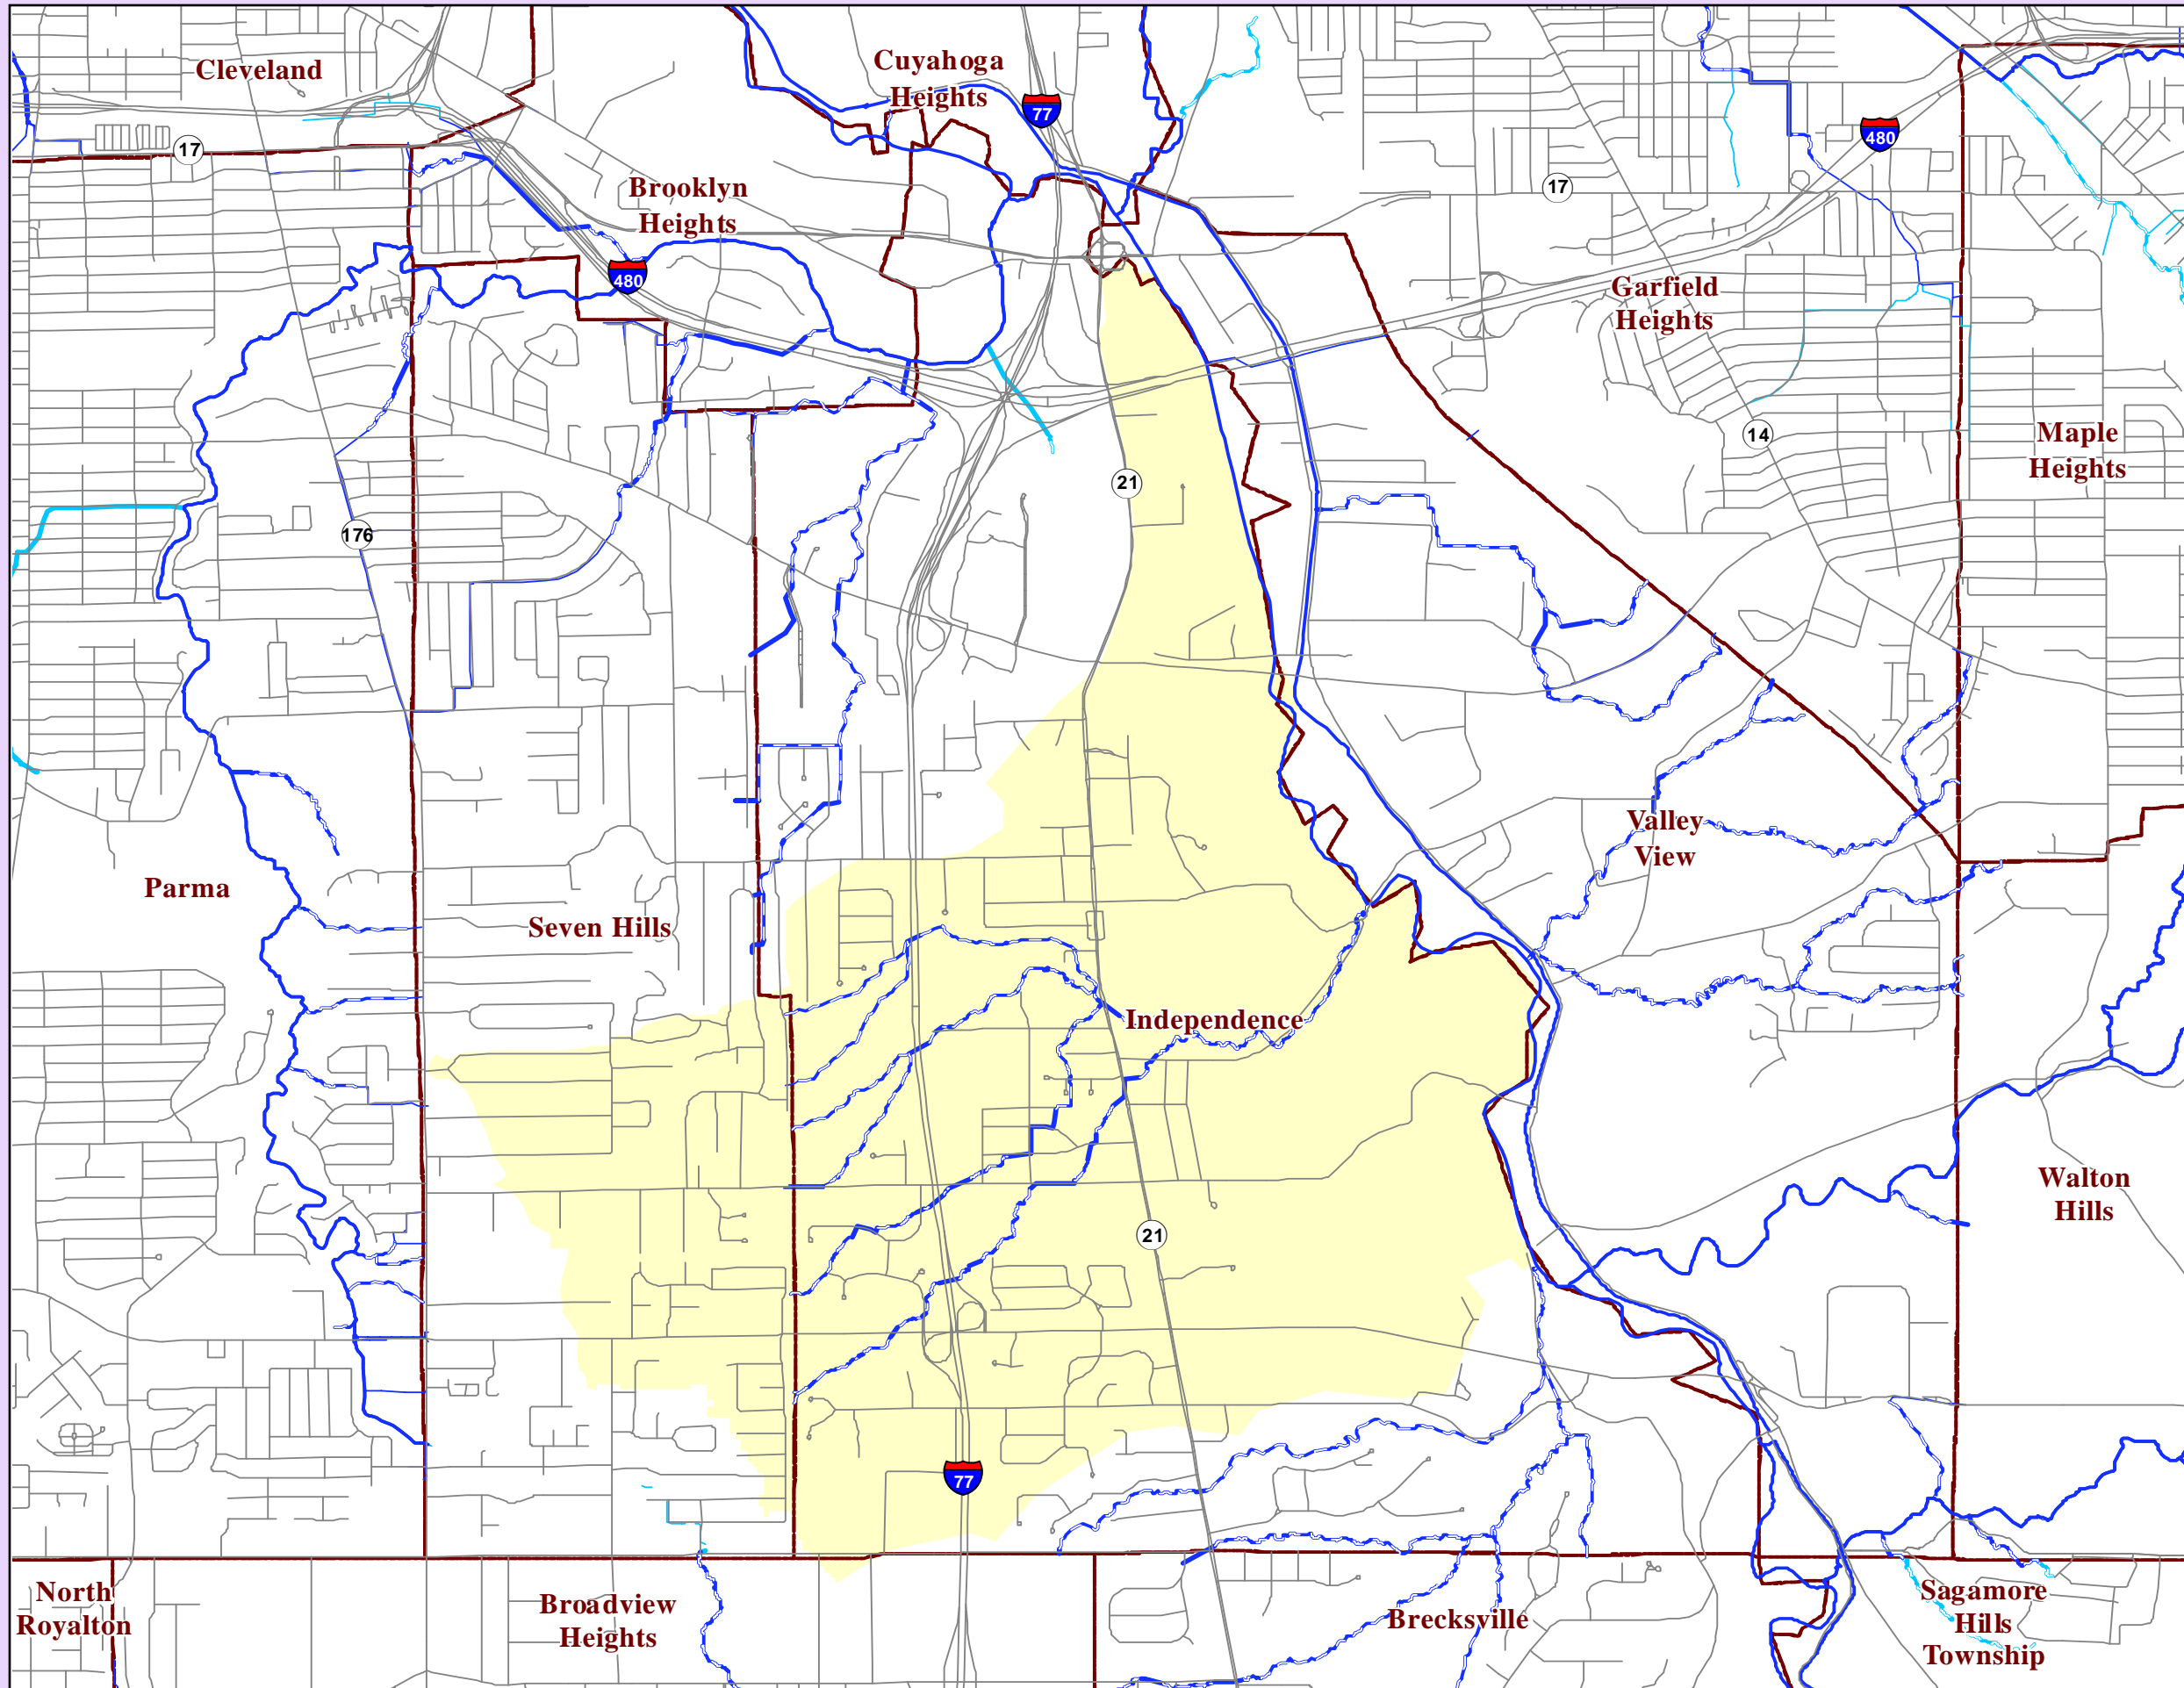 Cleveland
Cuyahoga
Heights
77
480
17
17
Brooklyn
Heights
480
Garfield
Heights
14
Maple
Heights
21
176
Valley
View
Parma
Seven Hills
Independence
Walton
Hills
21
77
North
Royalton
Broadview
Heights
Brecksville
Sagamore
Hills
Township